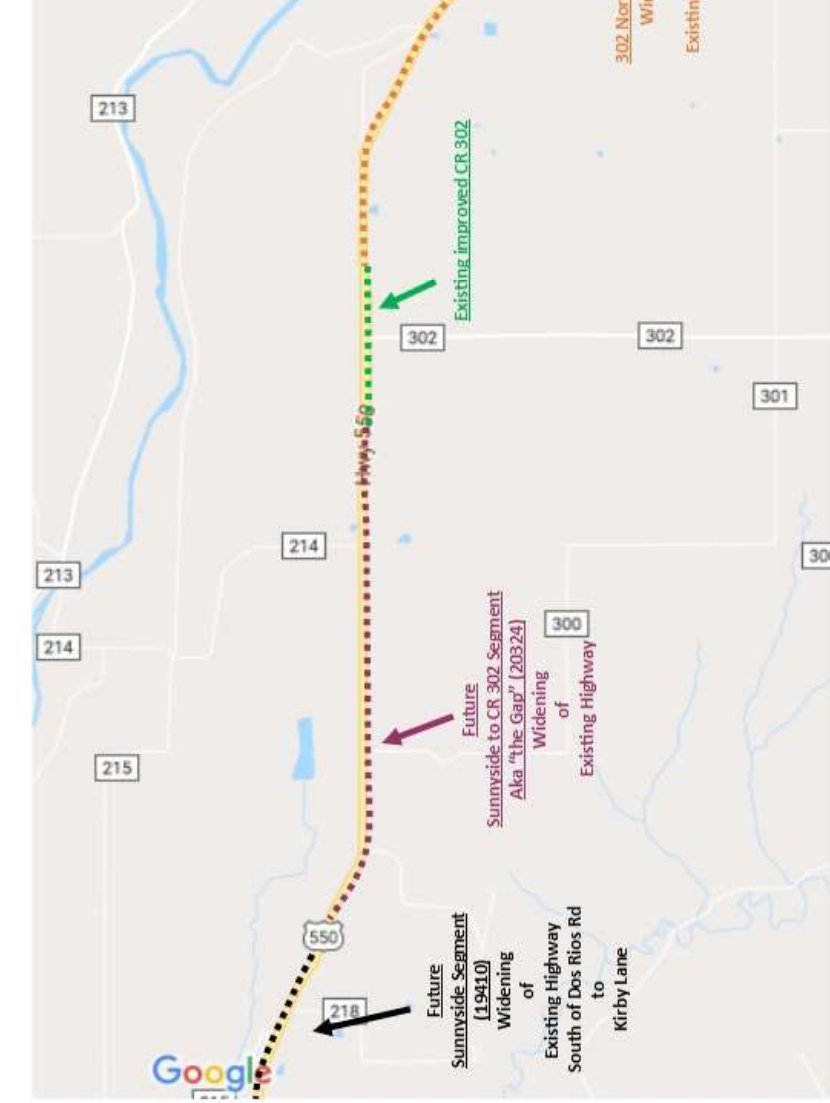 213
302 Nor
Wi
Existin
Existing improved CR 302
302
302
301
Hwy 550
214
213
214
300
Future
Sunnyside to CR 302 Segment
Aka “the Gap” (20324)
Widening
of
Existing Highway
215
550
218
Future
Sunnyside Segment
(19410)
Widening
of
Existing Highway
South of Dos Rios Rd
to
Kirby Lane
Google